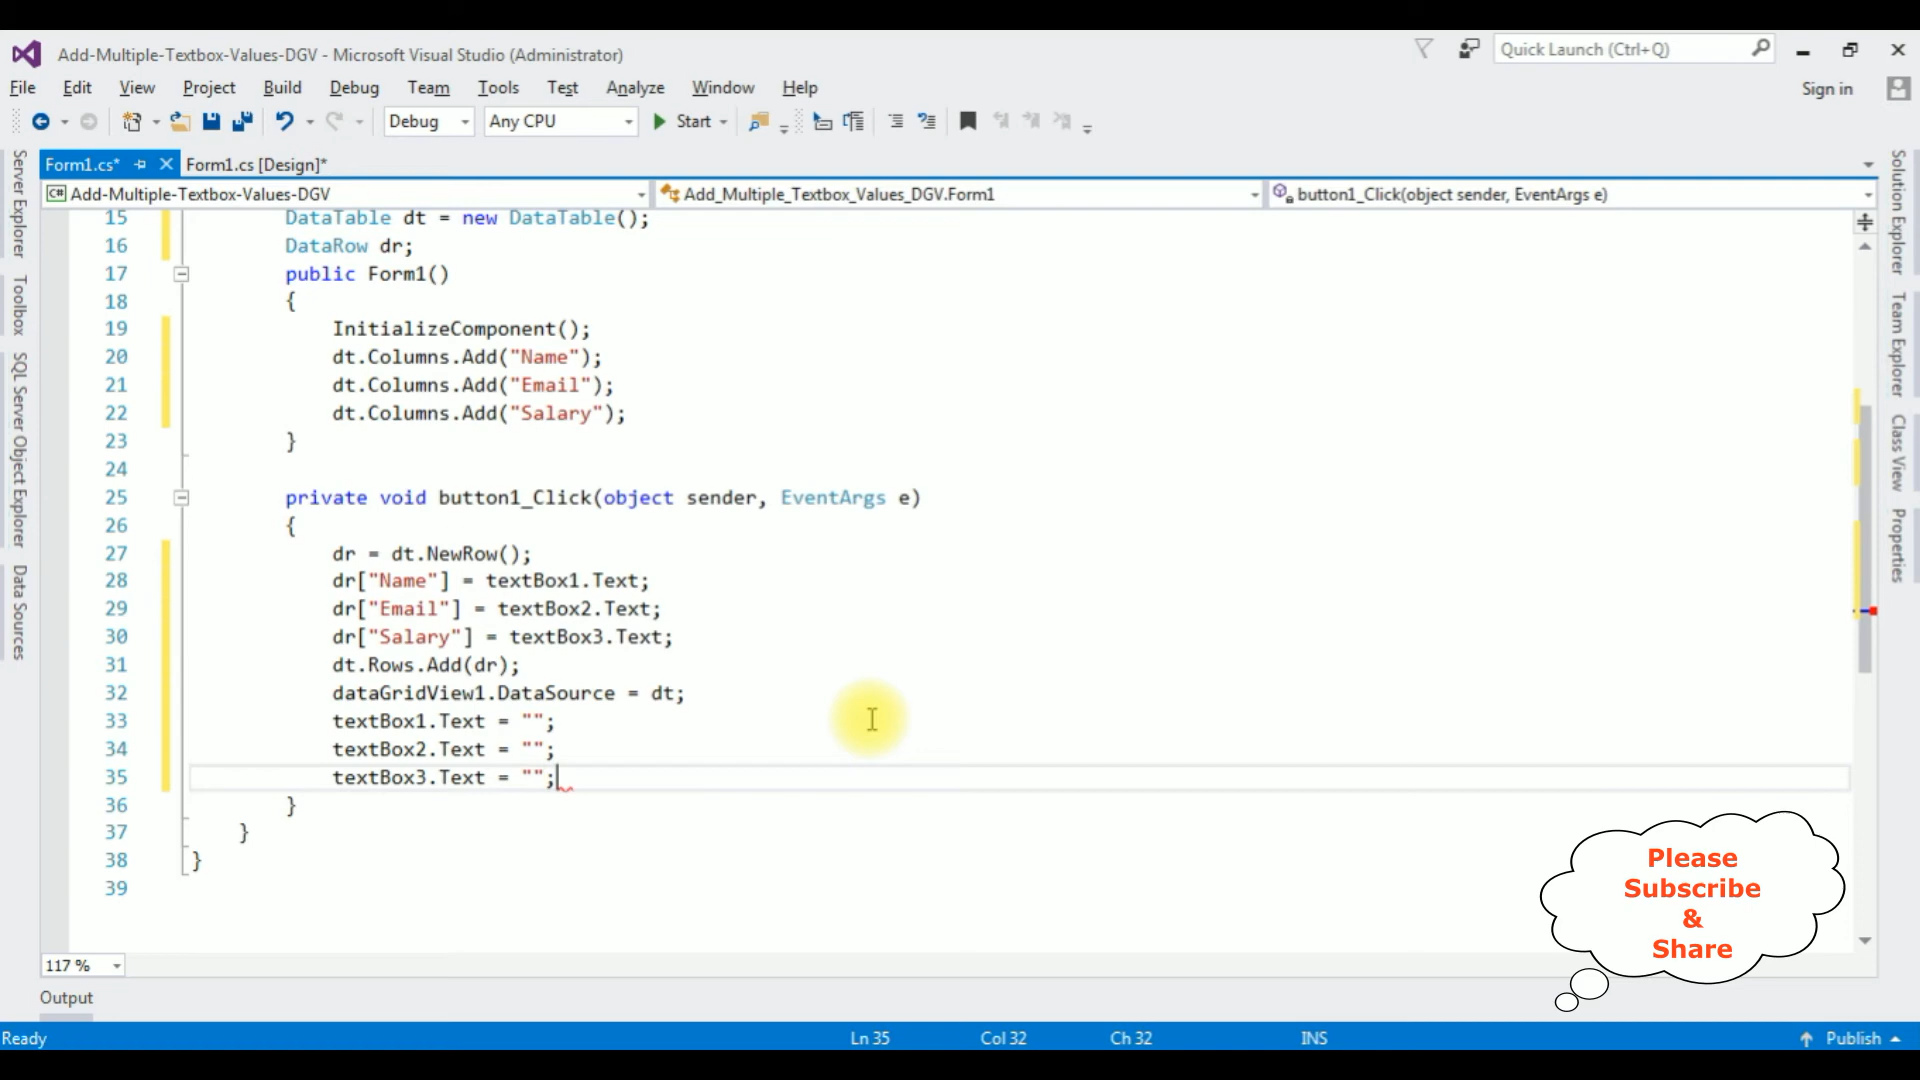 Add-Multiple-Textbox-Values-DGV - Microsoft Visual Studio (Administrator)
Quick Launch (Ctrl+Q)
File Edit View Project Build Debug Team Tools Test Analyze Window Help
Sign in
Debug Any CPU Start
Form1.cs* Form1.cs [Design]*
C# Add-Multiple-Textbox-Values-DGV Add_Multiple_Textbox_Values_DGV.Form1 button1_Click(object sender, EventArgs e)
Server Explorer
Toolbox
SQL Server Object Explorer
Data Sources
15 DataTable dt = new DataTable();
16 DataRow dr;
17 public Form1()
18 {
19 InitializeComponent();
20 dt.Columns.Add("Name");
21 dt.Columns.Add("Email");
22 dt.Columns.Add("Salary");
23 }
24
25 private void button1_Click(object sender, EventArgs e)
26 {
27 dr = dt.NewRow();
28 dr["Name"] = textBox1.Text;
29 dr["Email"] = textBox2.Text;
30 dr["Salary"] = textBox3.Text;
31 dt.Rows.Add(dr);
32 dataGridView1.DataSource = dt;
33 textBox1.Text = "";
34 textBox2.Text = "";
35 textBox3.Text = "";
36 }
37 }
38 }
39
Solution Explorer
Team Explorer
Class View
Properties
Please
Subscribe
&
Share
117 %
Output
Ready Ln 35 Col 32 Ch 32 INS Publish